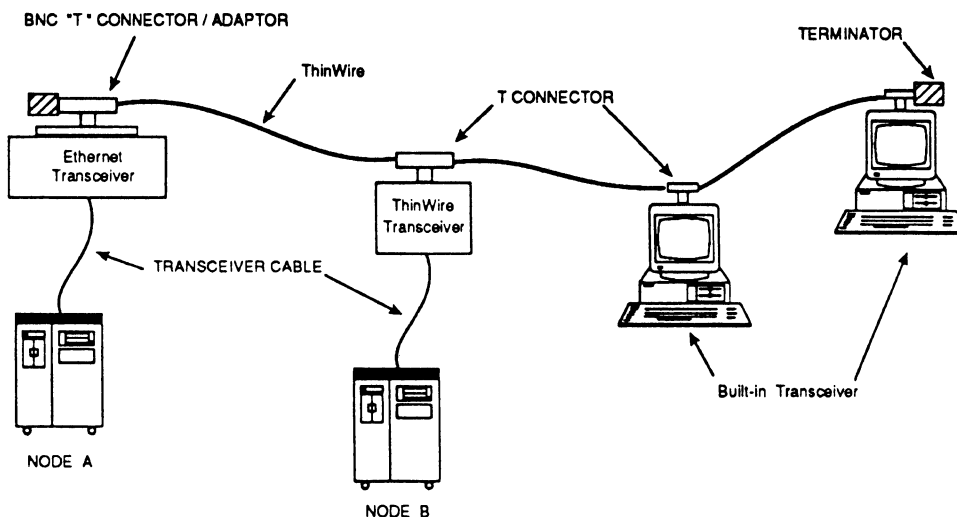 BNC "T" CONNECTOR / ADAPTOR
TERMINATOR
ThinWire
T CONNECTOR
Ethernet
Transceiver
ThinWire
Transceiver
TRANSCEIVER CABLE
Built-in Transceiver
NODE A
NODE B